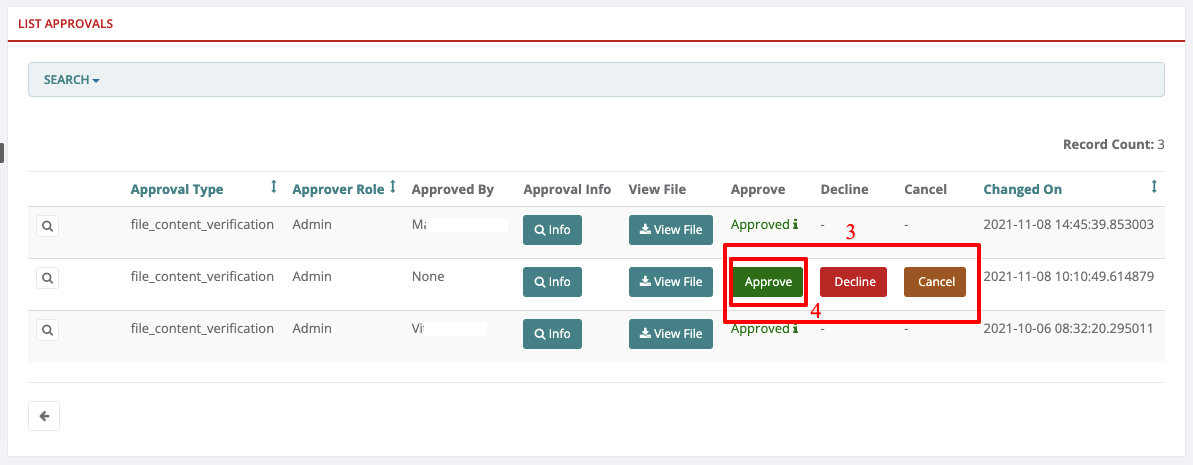 LIST APPROVALS
SEARCH
Record Count: 3
Approval Type Approver Role Approved By Approval Info View File Approve Decline Cancel Changed On
file_content_verification Admin Ma Info View File Approved - - 2021-11-08 14:45:39.853003
3
file_content_verification Admin None Info View File Approve Decline Cancel 2021-11-08 10:10:49.614879
4
file_content_verification Admin Vi Info View File Approved - - 2021-10-06 08:32:20.295011